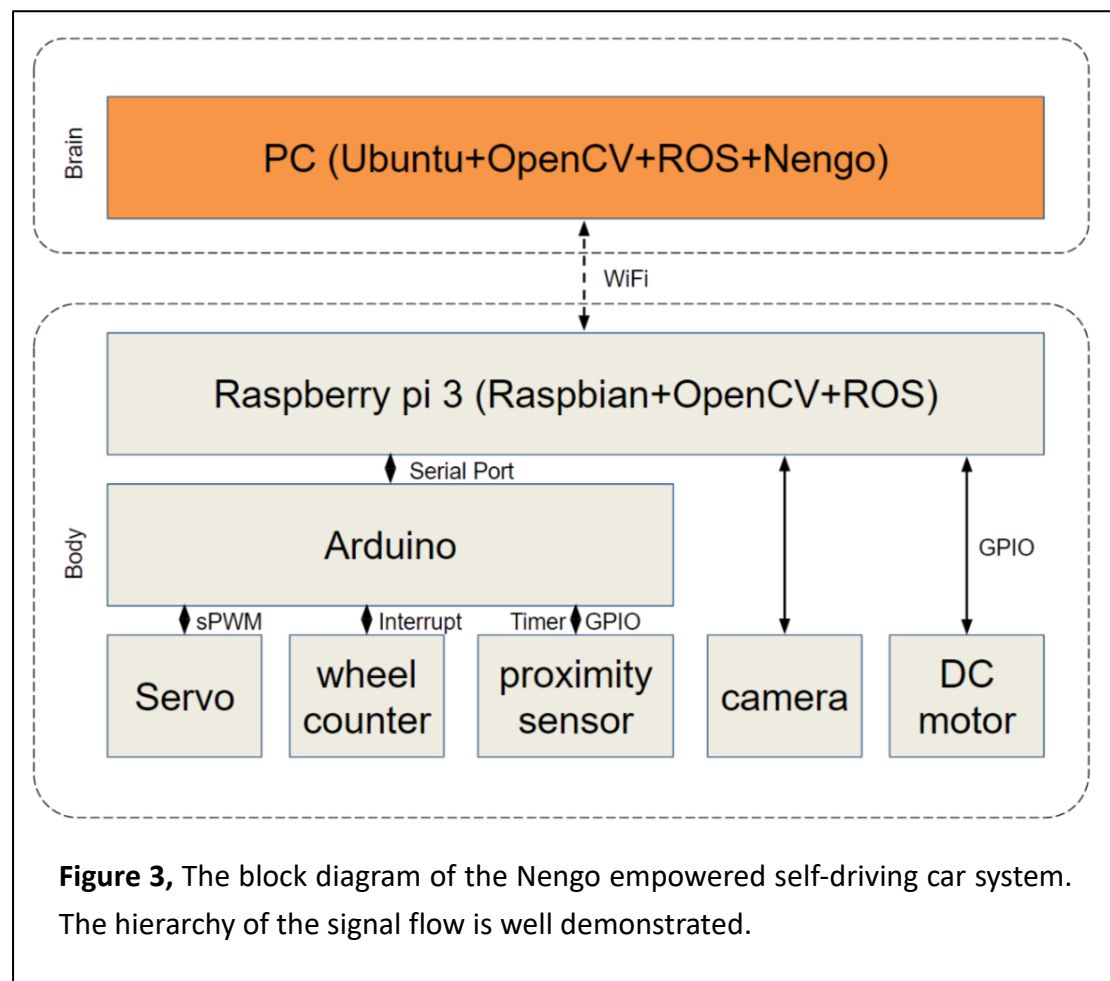 Brain
PC (Ubuntu+OpenCV+ROS+Nengo)
WiFi
Body
Raspberry pi 3 (Raspbian+OpenCV+ROS)
Serial Port
Arduino
GPIO
sPWM
Interrupt
Timer
GPIO
Servo
wheel
counter
proximity
sensor
camera
DC
motor
Figure 3, The block diagram of the Nengo empowered self-driving car system.
The hierarchy of the signal flow is well demonstrated.